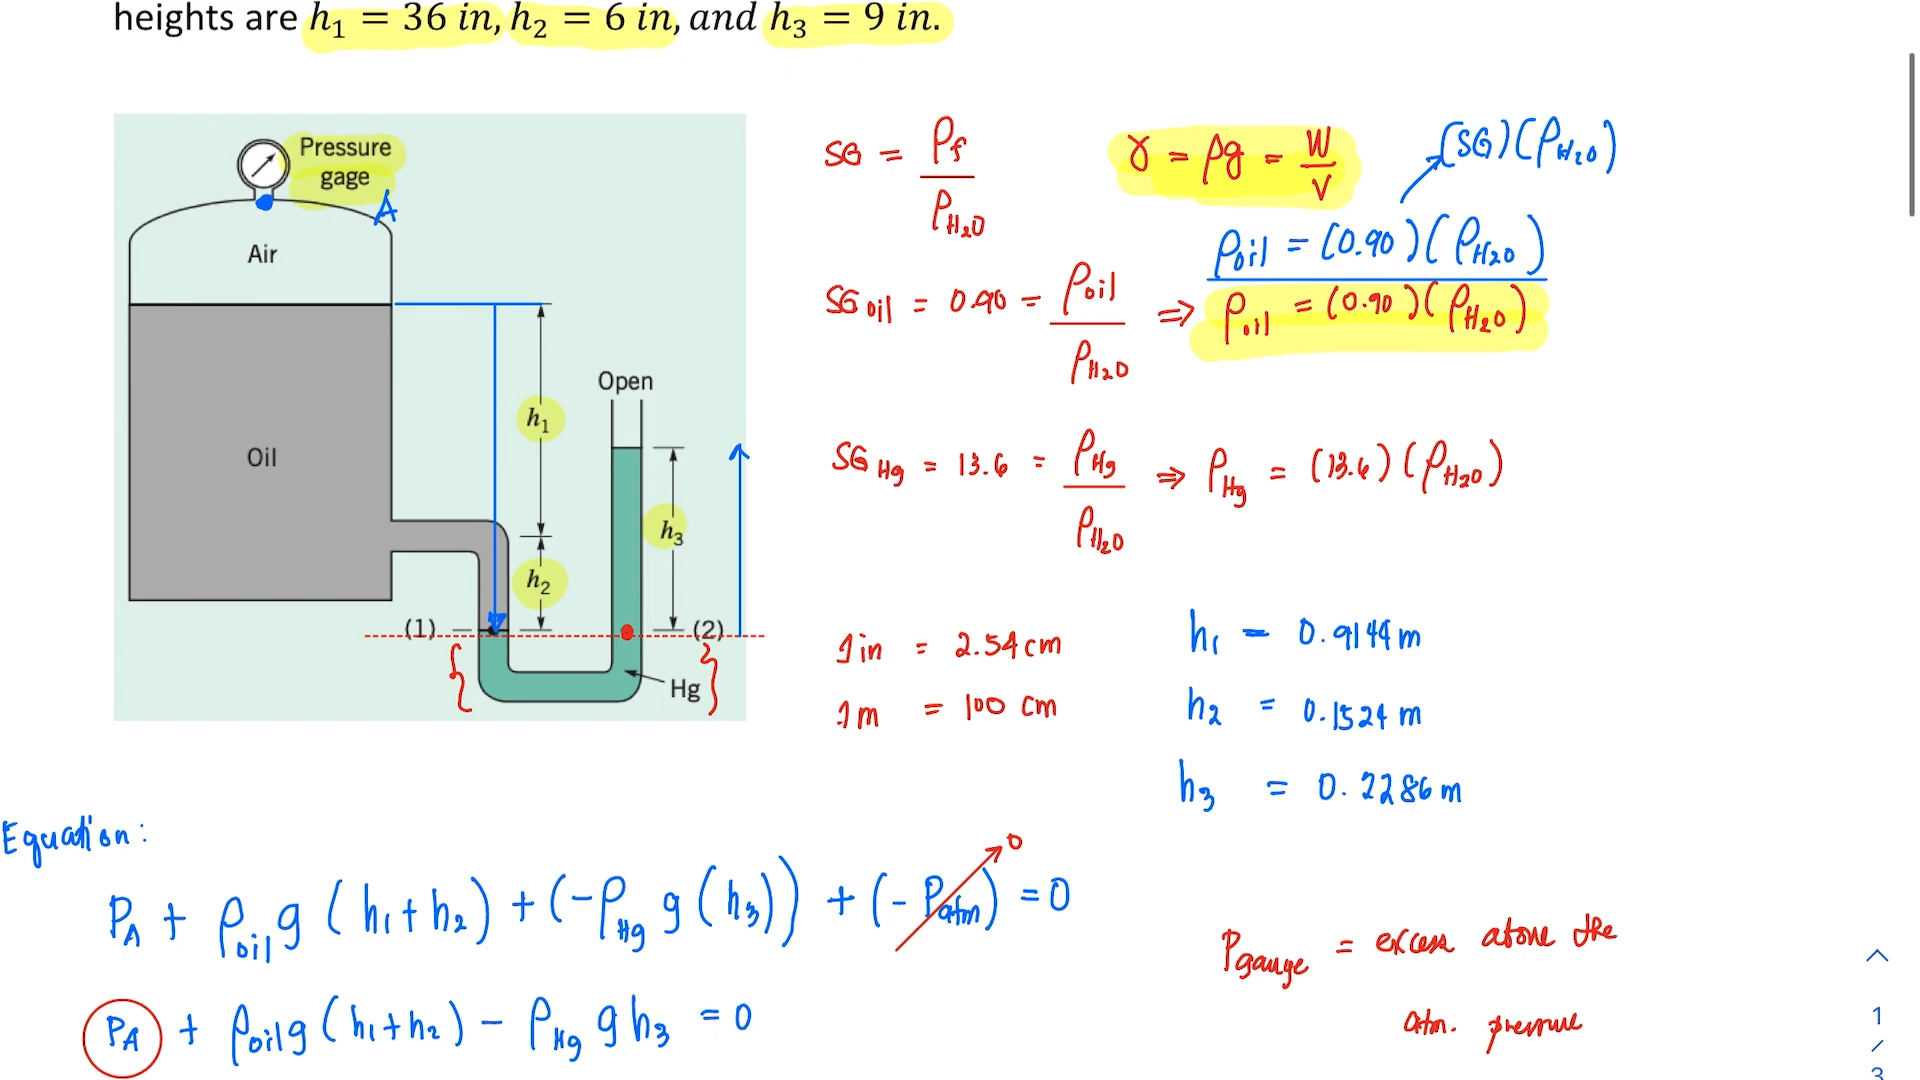 heights are h₁ = 36 in, h₂ = 6 in, and h₃ = 9 in.
Pressure
gage
A
Air
Oil
Open
h₁
h₂
h₃
(1)
(2)
Hg
SG = ρf / ρH₂O
γ = ρg = W / V
(SG)(ρH₂O)
ρoil = (0.90)(ρH₂O)
SG oil = 0.90 = ρoil / ρH₂O ⇒ ρoil = (0.90)(ρH₂O)
SG Hg = 13.6 = ρHg / ρH₂O ⇒ ρHg = (13.6)(ρH₂O)
1 in = 2.54 cm
1 m = 100 cm
h₁ = 0.9144 m
h₂ = 0.1524 m
h₃ = 0.2286 m
Equation:
PA + ρoil g (h₁ + h₂) + (-ρHg g (h₃)) + (-Patm) = 0
0
PA + ρoil g (h₁ + h₂) - ρHg g h₃ = 0
Pgauge = excess above the
atm. pressure
1
/
3